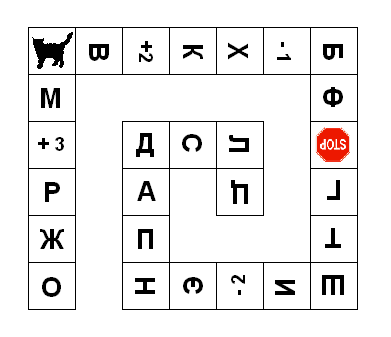 В +2 К Х -1 Б
М Ф
+ 3 Д С Л STOP
Р А Ц Г
Ж П Т
О Н Э -2 И Ш